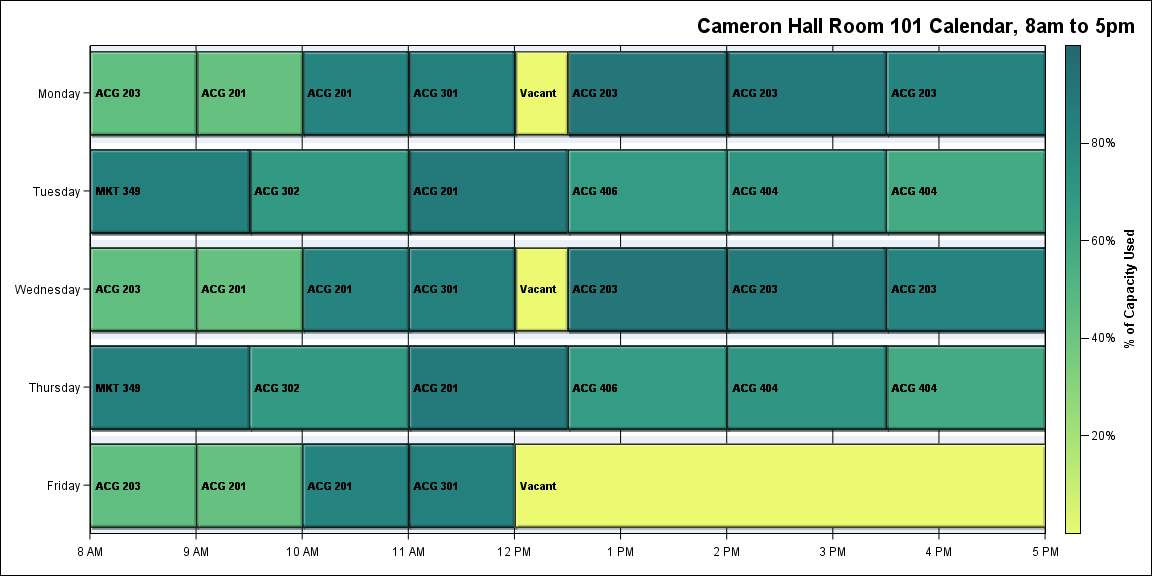 Cameron Hall Room 101 Calendar, 8am to 5pm
Monday
ACG 203
ACG 201
ACG 201
ACG 301
Vacant
ACG 203
ACG 203
ACG 203
Tuesday
MKT 349
ACG 302
ACG 201
ACG 406
ACG 404
ACG 404
Wednesday
ACG 203
ACG 201
ACG 201
ACG 301
Vacant
ACG 203
ACG 203
ACG 203
Thursday
MKT 349
ACG 302
ACG 201
ACG 406
ACG 404
ACG 404
Friday
ACG 203
ACG 201
ACG 201
ACG 301
Vacant
8 AM
9 AM
10 AM
11 AM
12 PM
1 PM
2 PM
3 PM
4 PM
5 PM
80%
60%
40%
20%
% of Capacity Used